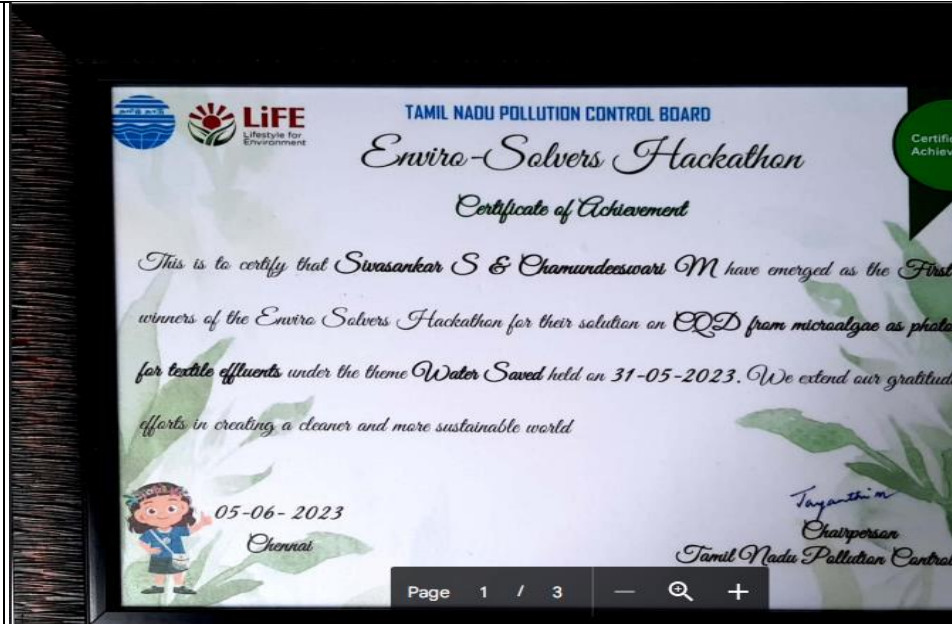 LiFE
Lifestyle for
Environment
TAMIL NADU POLLUTION CONTROL BOARD
Enviro-Solvers Hackathon
Certificate of Achievement
Certific
Achiev
This is to certify that Sivasankar S & Chamundeeswari M have emerged as the First
winners of the Enviro Solvers Hackathon for their solution on CQD from microalgae as photo
for textile effluents under the theme Water Saved held on 31-05-2023. We extend our gratitud
efforts in creating a cleaner and more sustainable world
05-06-2023
Chennai
Jayanthi m
Chairperson
Tamil Nadu Pollution Control
Page 1 / 3